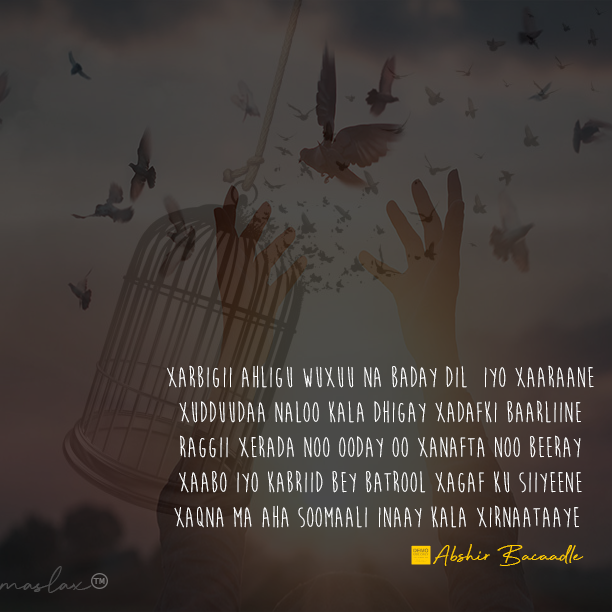 XARBIGII AHLIGU WUXUU NA BADAY DIL IYO XAARAANE
XUDDUUDAA NALOO KALA DHIGAY XADAFKI BAARLIINE
RAGGII XERADA NOO OODAY OO XANAFTA NOO BEERAY
XAABO IYO KABRIID BEY BATROOL XAGAF KU SIIYEENE
XAQNA MA AHA SOOMAALI INAAY KALA XIRNAATAAYE
Abshir Bacaadle
maslax™